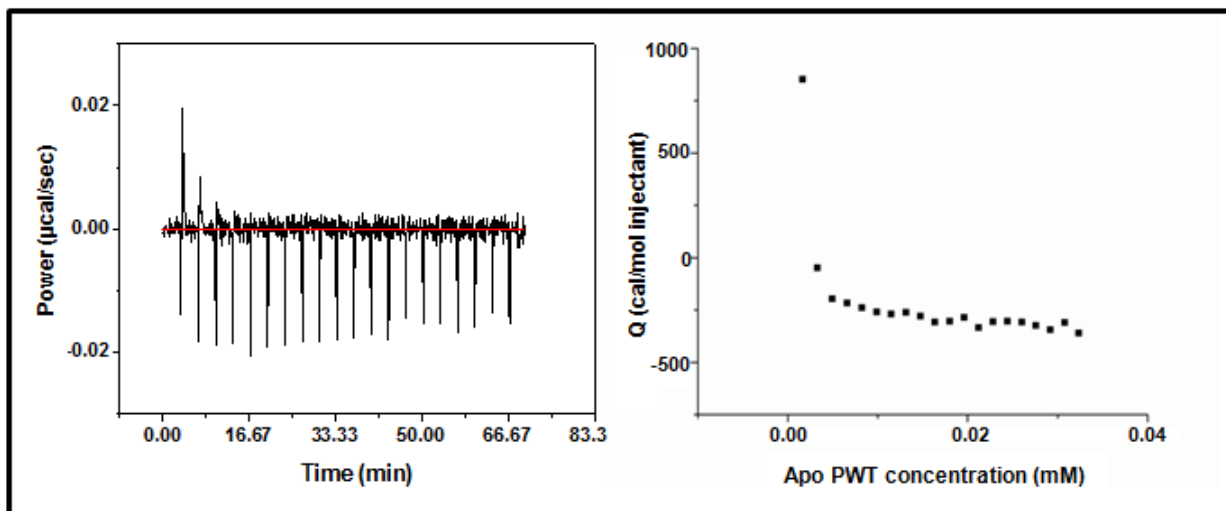 0.02
0.00
-0.02
Power (µcal/sec)
0.00 16.67 33.33 50.00 66.67 83.3
Time (min)
1000
500
0
-500
Q (cal/mol injectant)
0.00 0.02 0.04
Apo PWT concentration (mM)